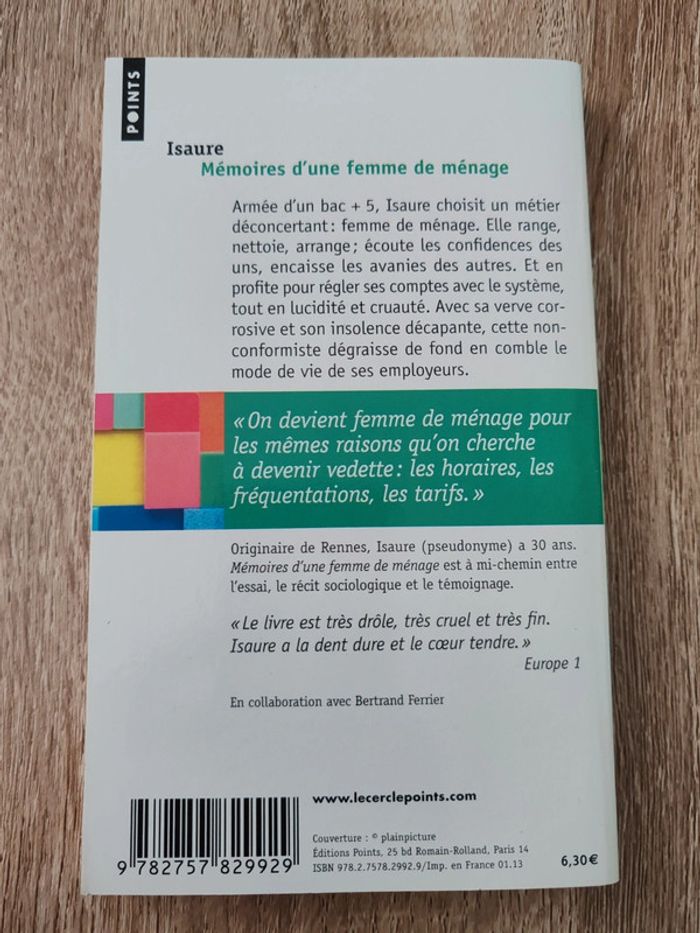 POINTS
Isaure
Mémoires d'une femme de ménage
Armée d'un bac + 5, Isaure choisit un métier
déconcertant : femme de ménage. Elle range,
nettoie, arrange ; écoute les confidences des
uns, encaisse les avanies des autres. Et en
profite pour régler ses comptes avec le système,
tout en lucidité et cruauté. Avec sa verve cor-
rosive et son insolence décapante, cette non-
conformiste dégraisse de fond en comble le
mode de vie de ses employeurs.
« On devient femme de ménage pour
les mêmes raisons qu'on cherche
à devenir vedette : les horaires, les
fréquentations, les tarifs. »
Originaire de Rennes, Isaure (pseudonyme) a 30 ans.
Mémoires d'une femme de ménage est à mi-chemin entre
l'essai, le récit sociologique et le témoignage.
« Le livre est très drôle, très cruel et très fin.
Isaure a la dent dure et le cœur tendre. »
Europe 1
En collaboration avec Bertrand Ferrier
www.lecerclepoints.com
Couverture : © plainpicture
Éditions Points, 25 bd Romain-Rolland, Paris 14
ISBN 978.2.7578.2992.9/Imp. en France 01.13
6,30 €
9 782757 829929